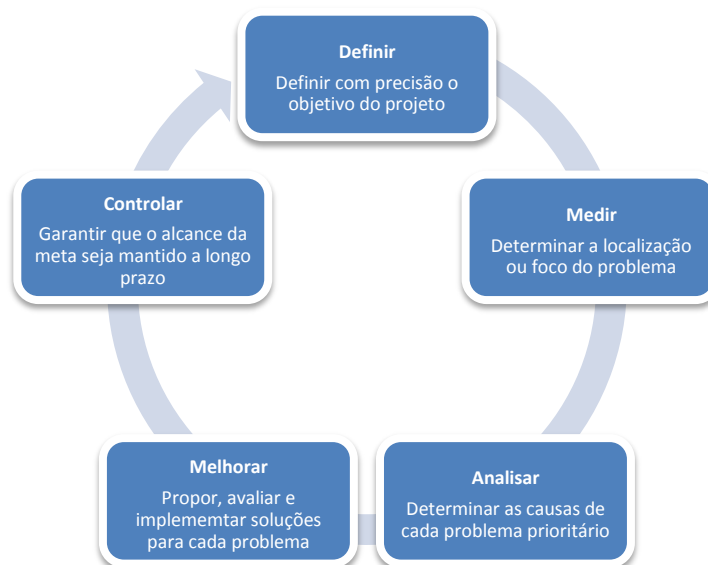 Definir
Definir com precisão o
objetivo do projeto
Medir
Determinar a localização
ou foco do problema
Analisar
Determinar as causas de
cada problema prioritário
Melhorar
Propor, avaliar e
implememtar soluções
para cada problema
Controlar
Garantir que o alcance da
meta seja mantido a longo
prazo